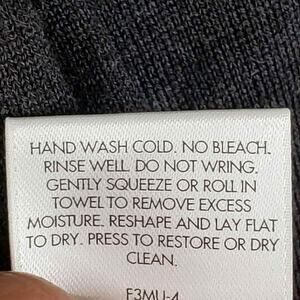 HAND WASH COLD. NO BLEACH.
RINSE WELL. DO NOT WRING.
GENTLY SQUEEZE OR ROLL IN
TOWEL TO REMOVE EXCESS
MOISTURE. RESHAPE AND LAY FLAT
TO DRY. PRESS TO RESTORE OR DRY
CLEAN.
F3MU-4